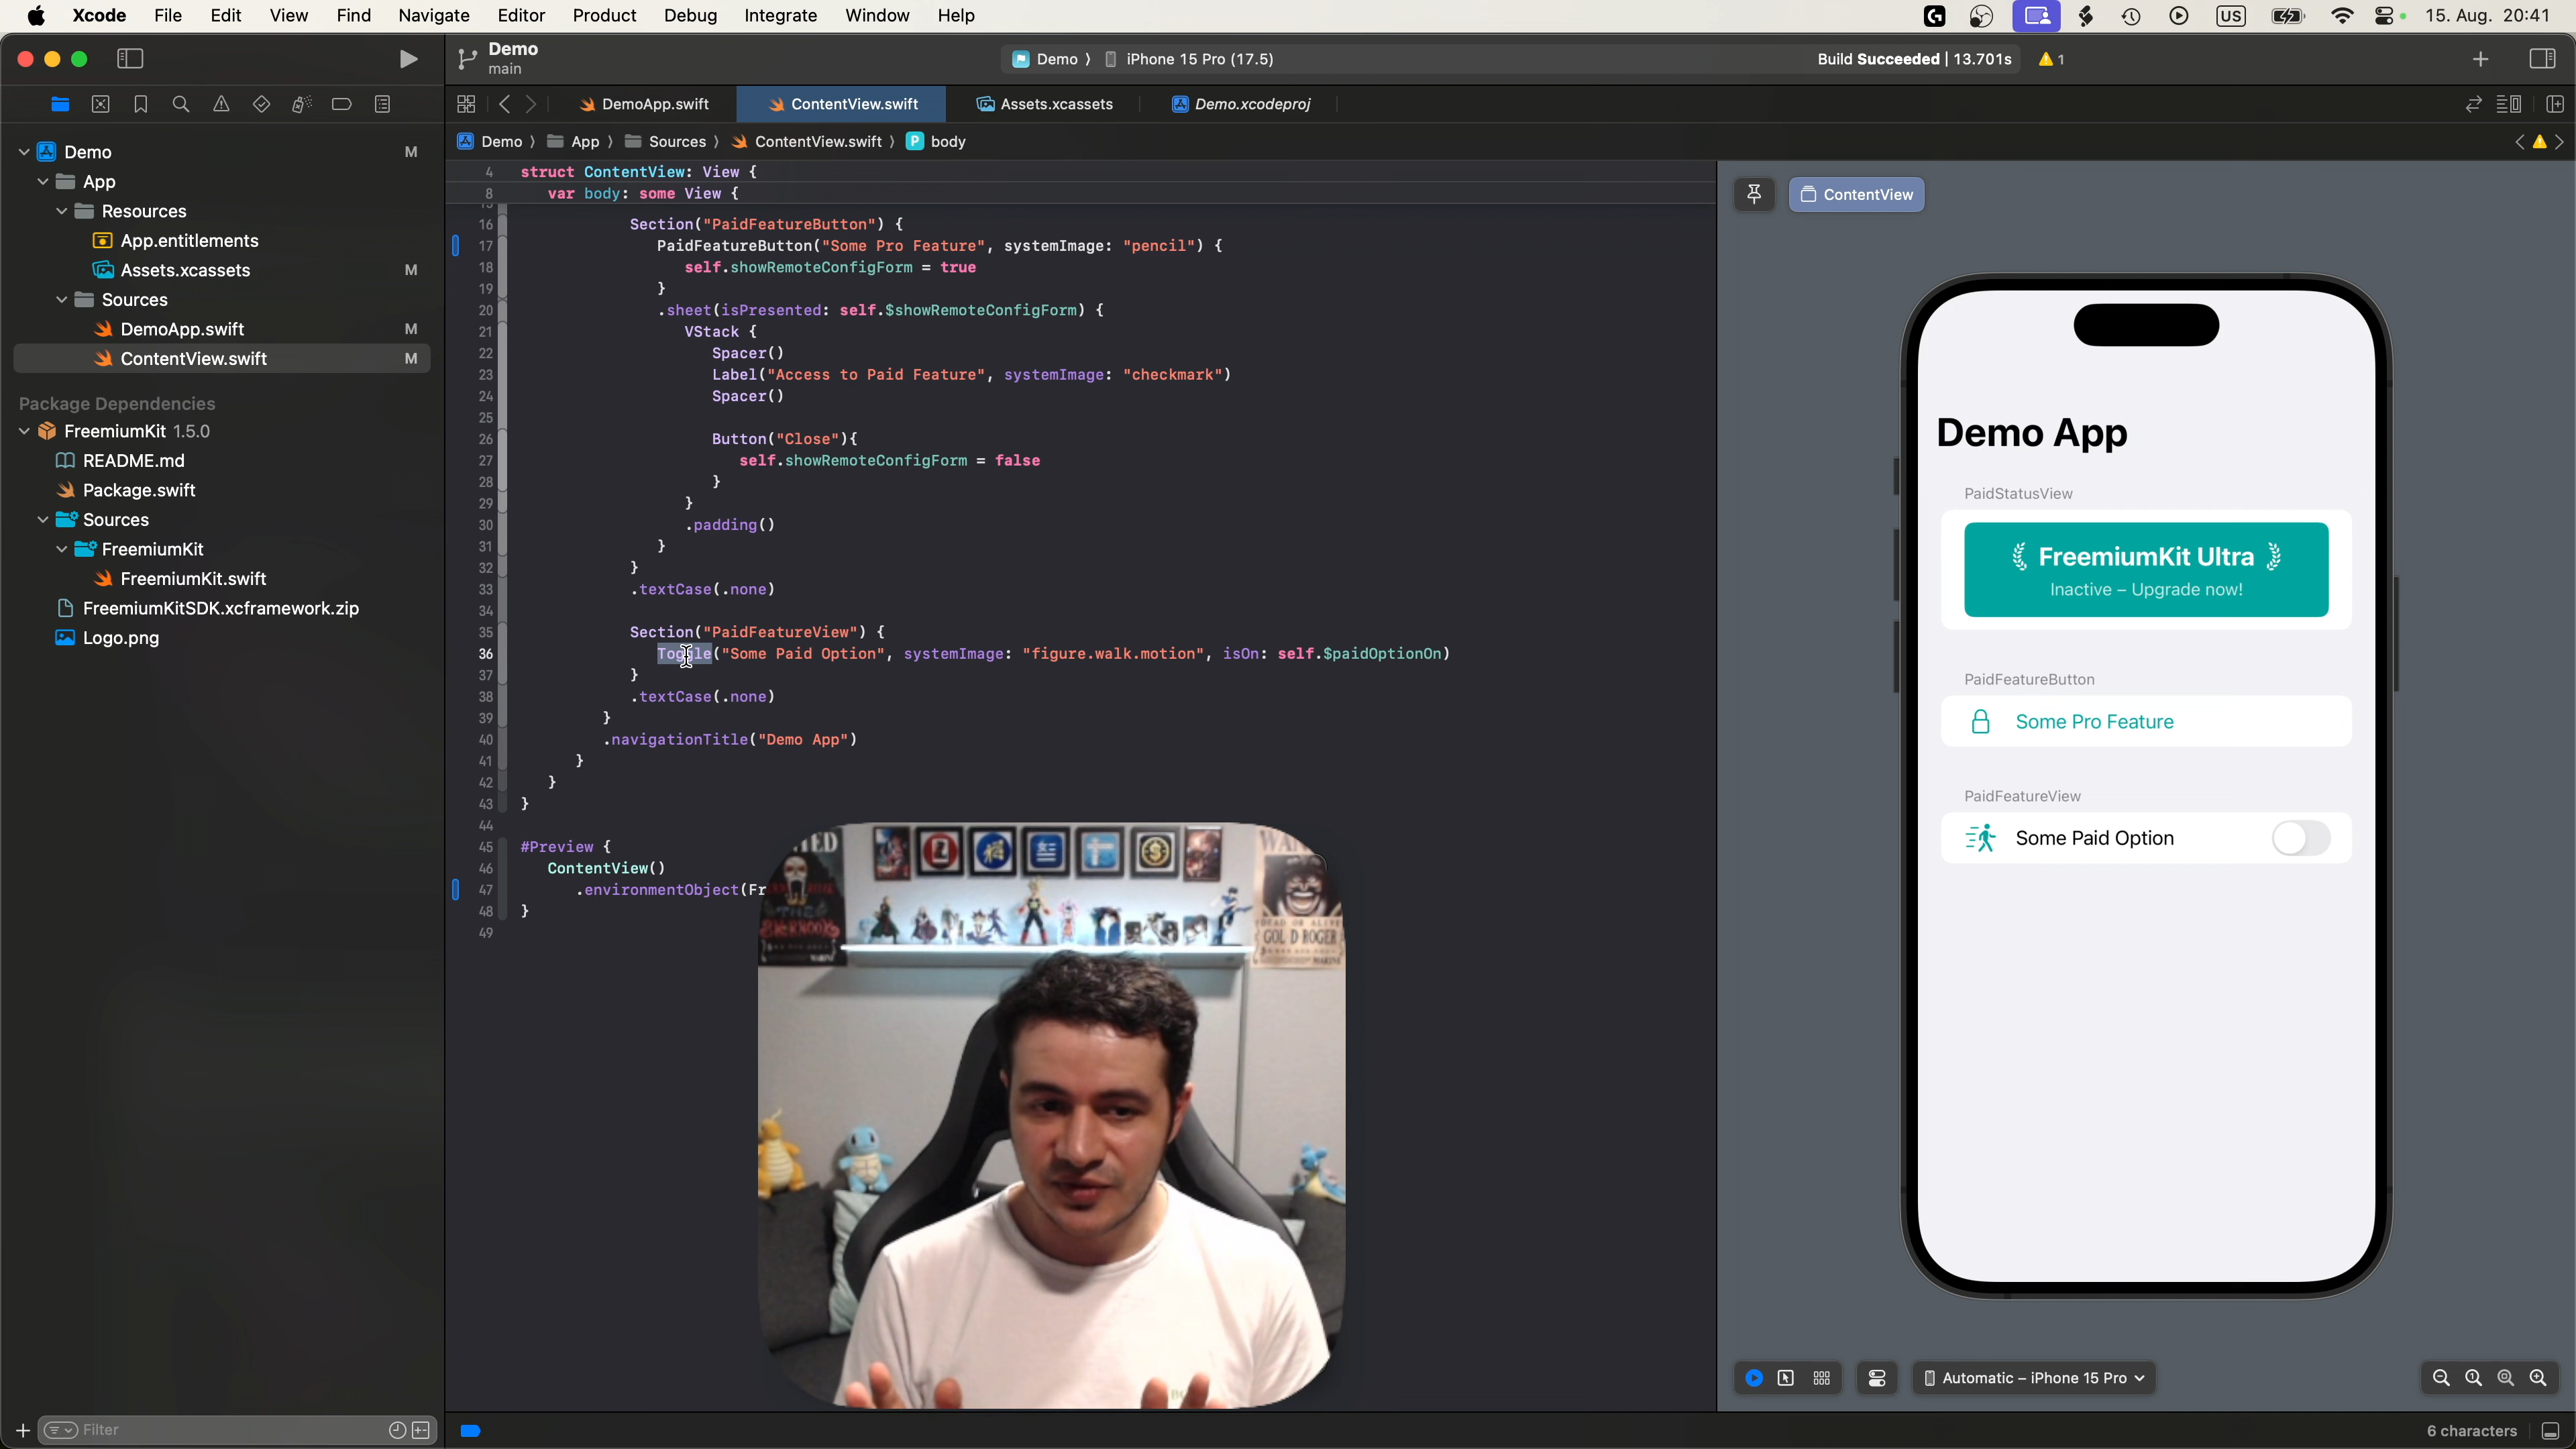 Xcode File Edit View Find Navigate Editor Product Debug Integrate Window Help
US
15. Aug. 20:41
Demo
main
Demo 〉 iPhone 15 Pro (17.5)
Build Succeeded | 13.701s
1
DemoApp.swift
ContentView.swift
Assets.xcassets
Demo.xcodeproj
Demo 〉 App 〉 Sources 〉 ContentView.swift 〉 P body
Demo M
App
Resources
App.entitlements
Assets.xcassets M
Sources
DemoApp.swift M
ContentView.swift M
Package Dependencies
FreemiumKit 1.5.0
README.md
Package.swift
Sources
FreemiumKit
FreemiumKit.swift
FreemiumKitSDK.xcframework.zip
Logo.png
Filter
4 struct ContentView: View {
8 var body: some View {
16 Section("PaidFeatureButton") {
17 PaidFeatureButton("Some Pro Feature", systemImage: "pencil") {
18 self.showRemoteConfigForm = true
19 }
20 .sheet(isPresented: self.$showRemoteConfigForm) {
21 VStack {
22 Spacer()
23 Label("Access to Paid Feature", systemImage: "checkmark")
24 Spacer()
25
26 Button("Close"){
27 self.showRemoteConfigForm = false
28 }
29 }
30 .padding()
31 }
32 }
33 .textCase(.none)
34
35 Section("PaidFeatureView") {
36 Toggle("Some Paid Option", systemImage: "figure.walk.motion", isOn: self.$paidOptionOn)
37 }
38 .textCase(.none)
39 }
40 .navigationTitle("Demo App")
41 }
42 }
43 }
44
45 #Preview {
46 ContentView()
47 .environmentObject(Fr
48 }
49
DEAD OR ALIVE
GOL D ROGER
ContentView
Demo App
PaidStatusView
FreemiumKit Ultra
Inactive – Upgrade now!
PaidFeatureButton
Some Pro Feature
PaidFeatureView
Some Paid Option
Automatic – iPhone 15 Pro
6 characters